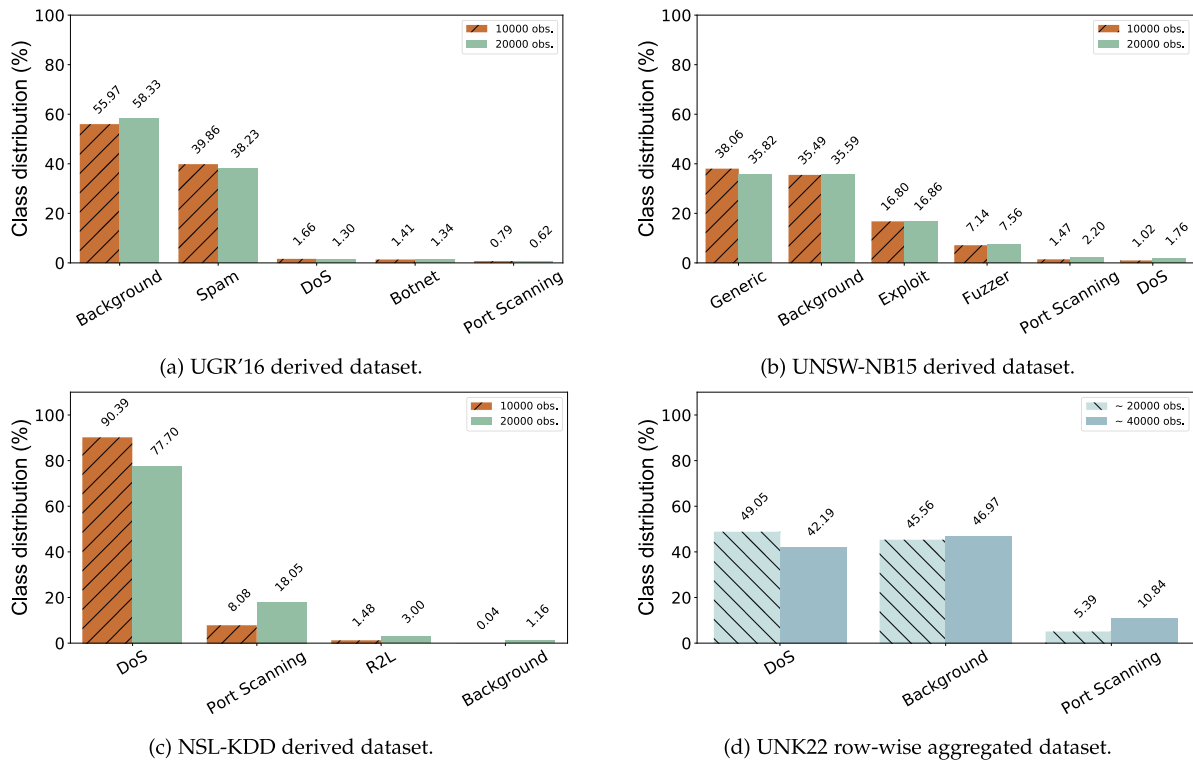 100
80
60
40
20
0
Class distribution (%)
10000 obs.
20000 obs.
55.97
58.33
39.86
38.23
1.66
1.30
1.41
1.34
0.79
0.62
Background
Spam
DoS
Botnet
Port Scanning
(a) UGR’16 derived dataset.
100
80
60
40
20
0
Class distribution (%)
10000 obs.
20000 obs.
38.06
35.82
35.49
35.59
16.80
16.86
7.14
7.56
1.47
2.20
1.02
1.76
Generic
Background
Exploit
Fuzzer
Port Scanning
DoS
(b) UNSW-NB15 derived dataset.
100
80
60
40
20
0
Class distribution (%)
10000 obs.
20000 obs.
90.39
77.70
8.08
18.05
1.48
3.00
0.04
1.16
DoS
Port Scanning
R2L
Background
(c) NSL-KDD derived dataset.
100
80
60
40
20
0
Class distribution (%)
~ 20000 obs.
~ 40000 obs.
49.05
42.19
45.56
46.97
5.39
10.84
DoS
Background
Port Scanning
(d) UNK22 row-wise aggregated dataset.